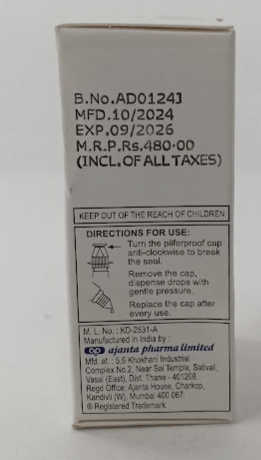 B.No.AD0124J
MFD.10/2024
EXP.09/2026
M.R.P.Rs.480·00
(INCL.OF ALL TAXES)
KEEP OUT OF THE REACH OF CHILDREN
DIRECTIONS FOR USE:
Turn the pilferproof cap
anti-clockwise to break
the seal.
Remove the cap,
dispense drops with
gentle pressure.
Replace the cap after
every use.
M. L. No. : KD-2531-A
Manufactured in India by :
ap ajanta pharma limited
Mfd. at : 5,6 Khokhani Industrial
Complex No 2, Near Sai Temple, Sativali,
Vasai (East), Dist. Thane - 401208.
Regd Office: Ajanta House, Charkop,
Kandivli (W), Mumbai 400 067.
® Registered Trademark